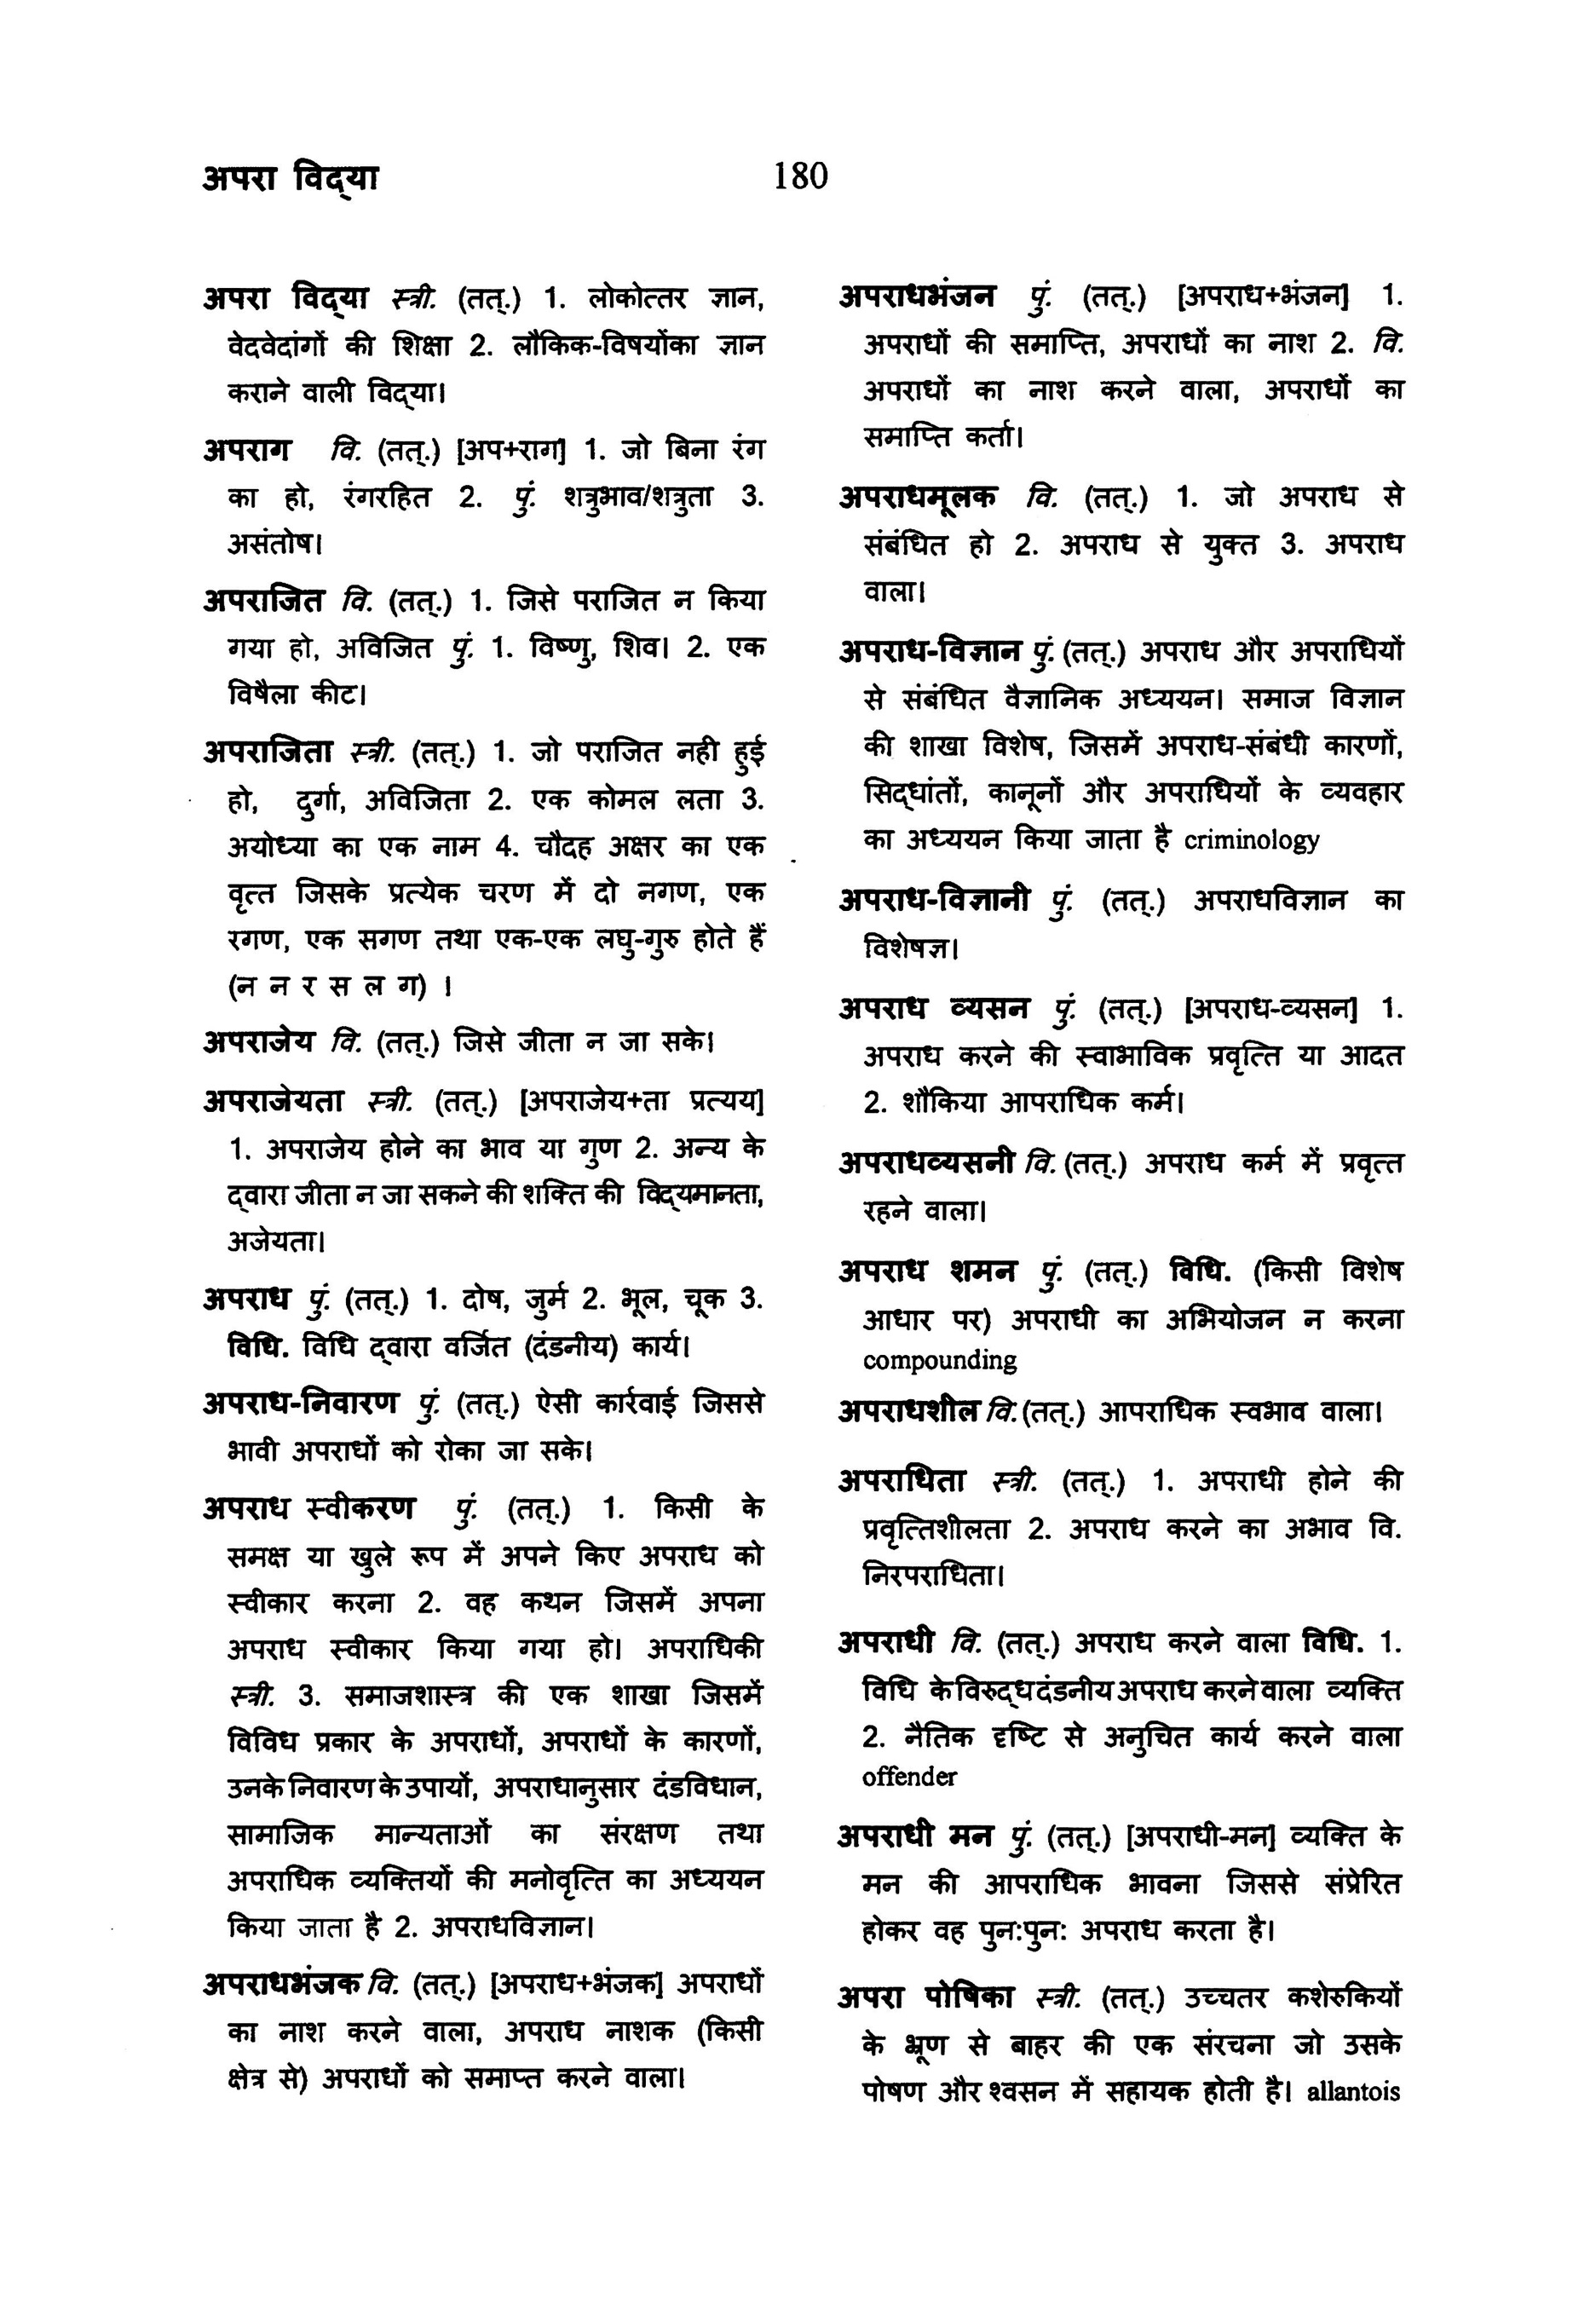 अपरा विद्‌या
180
अपरा विद्‌या स्त्री. (तत्.) 1. लोकोत्तर ज्ञान,
वेदवेदांगों की शिक्षा 2. लौकिक-विषयोंका ज्ञान
कराने वाली विद्‌या।
अपराग वि. (तत्.) [अप+राग] 1. जो बिना रंग
का हो, रंगरहित 2. पुं. शत्रुभाव/शत्रुता 3.
असंतोष।
अपराजित वि. (तत्.) 1. जिसे पराजित न किया
गया हो, अविजित पुं. 1. विष्णु, शिव। 2. एक
विषैला कीट।
अपराजिता स्त्री. (तत्.) 1. जो पराजित नही हुई
हो, दुर्गा, अविजिता 2. एक कोमल लता 3.
अयोध्या का एक नाम 4. चौदह अक्षर का एक
वृत्त जिसके प्रत्येक चरण में दो नगण, एक
रगण, एक सगण तथा एक-एक लघु-गुरु होते हैं
(न न र स ल ग) ।
अपराजेय वि. (तत्.) जिसे जीता न जा सके।
अपराजेयता स्त्री. (तत्.) [अपराजेय+ता प्रत्यय]
1. अपराजेय होने का भाव या गुण 2. अन्य के
द्‌वारा जीता न जा सकने की शक्ति की विद्‌यमानता,
अजेयता।
अपराध पुं. (तत्.) 1. दोष, जुर्म 2. भूल, चूक 3.
विधि. विधि द्‌वारा वर्जित (दंडनीय) कार्य।
अपराध-निवारण पुं. (तत्.) ऐसी कार्रवाई जिससे
भावी अपराधों को रोका जा सके।
अपराध स्वीकरण पुं. (तत्.) 1. किसी के
समक्ष या खुले रूप में अपने किए अपराध को
स्वीकार करना 2. वह कथन जिसमें अपना
अपराध स्वीकार किया गया हो। अपराधिकी
स्त्री. 3. समाजशास्त्र की एक शाखा जिसमें
विविध प्रकार के अपराधों, अपराधों के कारणों,
उनके निवारण के उपायों, अपराधानुसार दंडविधान,
सामाजिक मान्यताओं का संरक्षण तथा
अपराधिक व्यक्तियों की मनोवृत्ति का अध्ययन
किया जाता है 2. अपराधविज्ञान।
अपराधभंजक वि. (तत्.) [अपराध+भंजक] अपराधों
का नाश करने वाला, अपराध नाशक (किसी
क्षेत्र से) अपराधों को समाप्त करने वाला।
अपराधभंजन पुं. (तत्.) [अपराध+भंजन] 1.
अपराधों की समाप्ति, अपराधों का नाश 2. वि.
अपराधों का नाश करने वाला, अपराधों का
समाप्ति कर्ता।
अपराधमूलक वि. (तत्.) 1. जो अपराध से
संबंधित हो 2. अपराध से युक्त 3. अपराध
वाला।
अपराध-विज्ञान पुं. (तत्.) अपराध और अपराधियों
से संबंधित वैज्ञानिक अध्ययन। समाज विज्ञान
की शाखा विशेष, जिसमें अपराध-संबंधी कारणों,
सिद्‌धांतों, कानूनों और अपराधियों के व्यवहार
का अध्ययन किया जाता है criminology
अपराध-विज्ञानी पुं. (तत्.) अपराधविज्ञान का
विशेषज्ञ।
अपराध व्यसन पुं. (तत्.) [अपराध-व्यसन] 1.
अपराध करने की स्वाभाविक प्रवृत्ति या आदत
2. शौकिया आपराधिक कर्म।
अपराधव्यसनी वि. (तत्.) अपराध कर्म में प्रवृत्त
रहने वाला।
अपराध शमन पुं. (तत्.) विधि. (किसी विशेष
आधार पर) अपराधी का अभियोजन न करना
compounding
अपराधशील वि. (तत्.) आपराधिक स्वभाव वाला।
अपराधिता स्त्री. (तत्.) 1. अपराधी होने की
प्रवृत्तिशीलता 2. अपराध करने का अभाव वि.
निरपराधिता।
अपराधी वि. (तत्.) अपराध करने वाला विधि. 1.
विधि के विरुद्‌ध दंडनीय अपराध करने वाला व्यक्ति
2. नैतिक दृष्टि से अनुचित कार्य करने वाला
offender
अपराधी मन पुं. (तत्.) [अपराधी-मन] व्यक्ति के
मन की आपराधिक भावना जिससे संप्रेरित
होकर वह पुन:पुन: अपराध करता है।
अपरा पोषिका स्त्री. (तत्.) उच्चतर कशेरुकियों
के भ्रूण से बाहर की एक संरचना जो उसके
पोषण और श्वसन में सहायक होती है। allantois